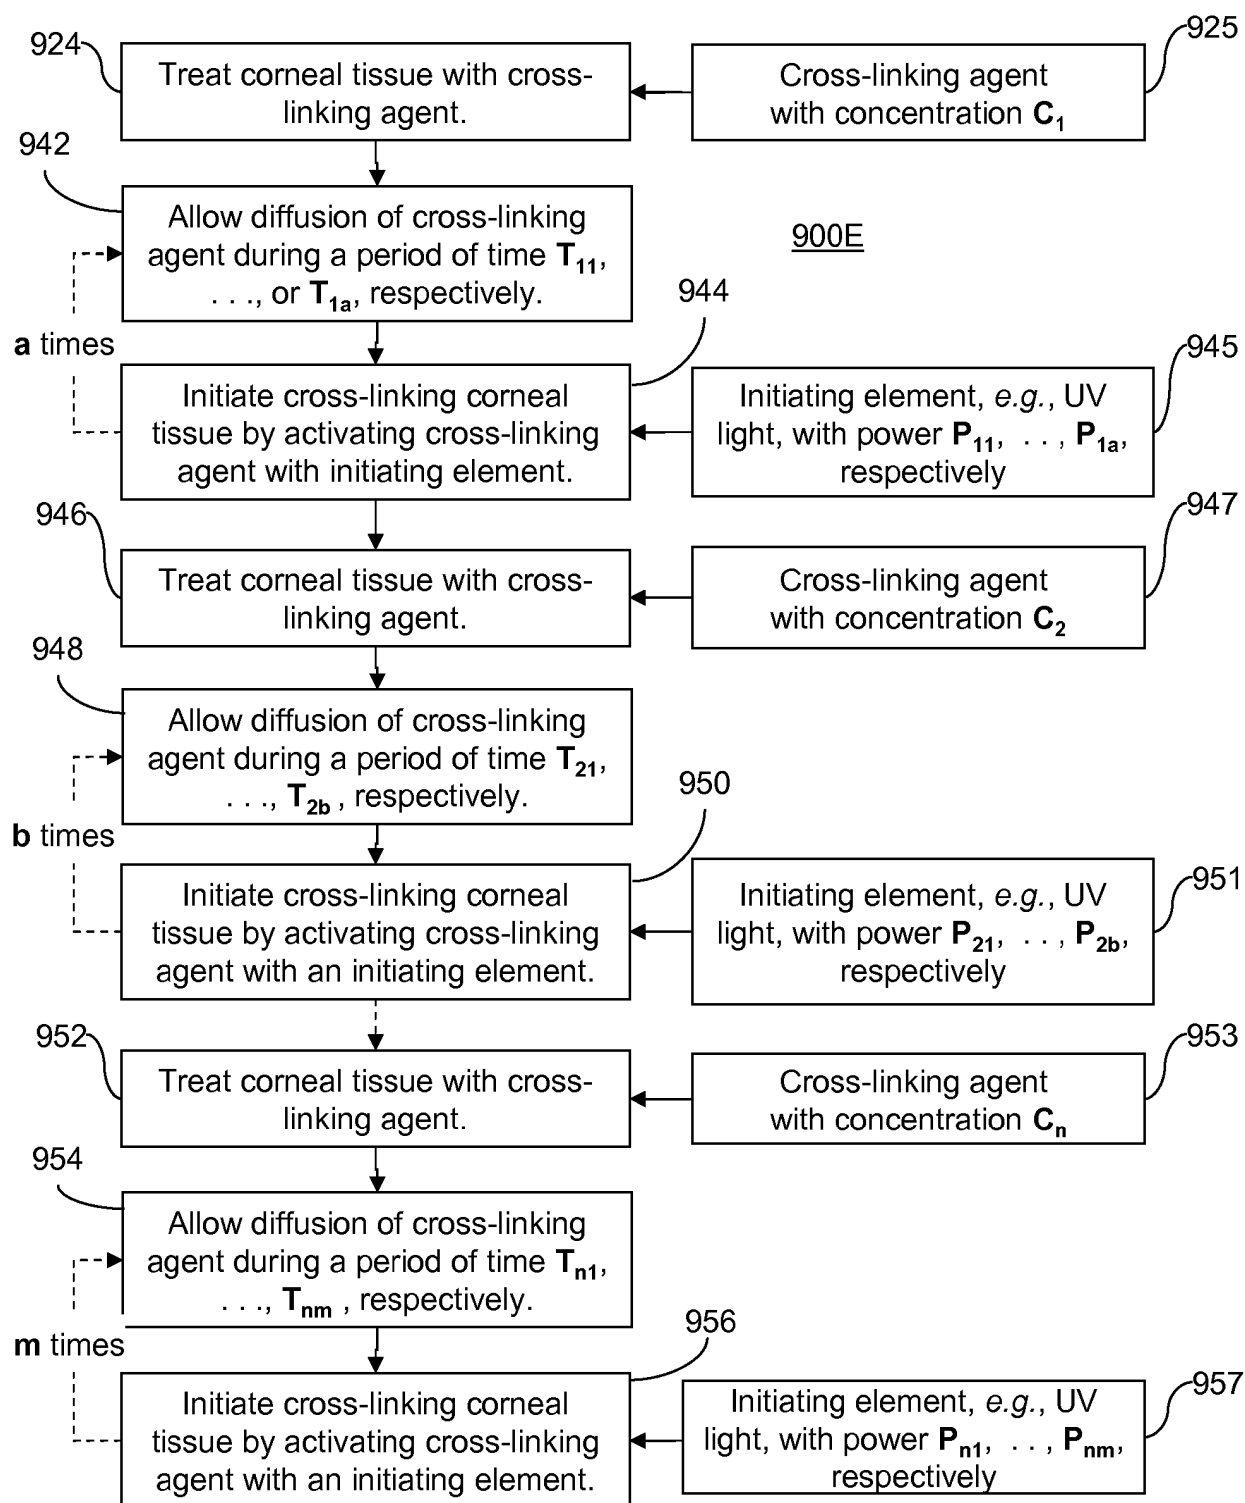 924
Treat corneal tissue with cross-
linking agent.
925
Cross-linking agent
with concentration C1
942
Allow diffusion of cross-linking
agent during a period of time T11,
. . ., or T1a, respectively.
900E
a times
944
Initiate cross-linking corneal
tissue by activating cross-linking
agent with initiating element.
945
Initiating element, e.g., UV
light, with power P11, . . , P1a,
respectively
946
Treat corneal tissue with cross-
linking agent.
947
Cross-linking agent
with concentration C2
948
Allow diffusion of cross-linking
agent during a period of time T21,
. . ., T2b , respectively.
b times
950
Initiate cross-linking corneal
tissue by activating cross-linking
agent with an initiating element.
951
Initiating element, e.g., UV
light, with power P21, . . , P2b,
respectively
952
Treat corneal tissue with cross-
linking agent.
953
Cross-linking agent
with concentration Cn
954
Allow diffusion of cross-linking
agent during a period of time Tn1,
. . ., Tnm , respectively.
m times
956
Initiate cross-linking corneal
tissue by activating cross-linking
agent with an initiating element.
957
Initiating element, e.g., UV
light, with power Pn1, . . , Pnm,
respectively